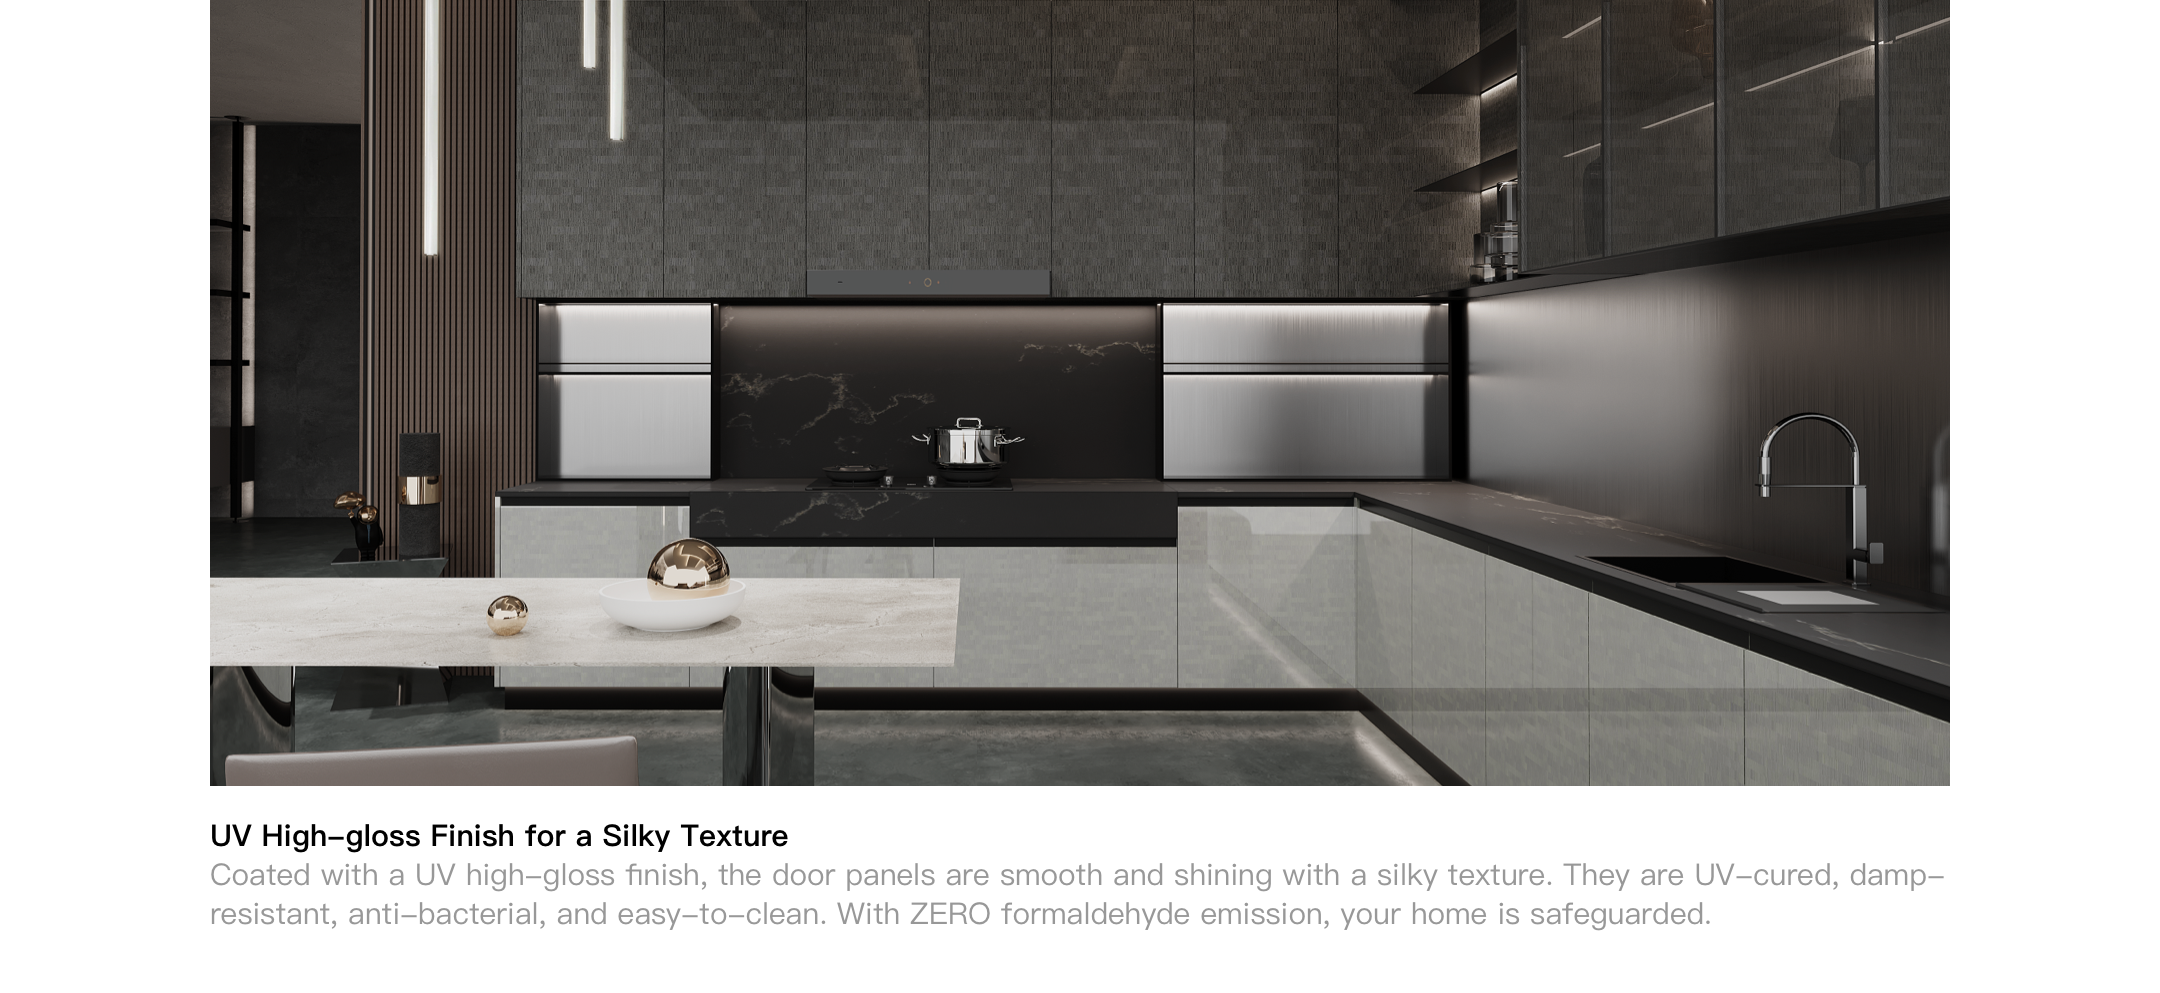 UV High-gloss Finish for a Silky Texture
Coated with a UV high-gloss finish, the door panels are smooth and shining with a silky texture. They are UV-cured, damp-
resistant, anti-bacterial, and easy-to-clean. With ZERO formaldehyde emission, your home is safeguarded.